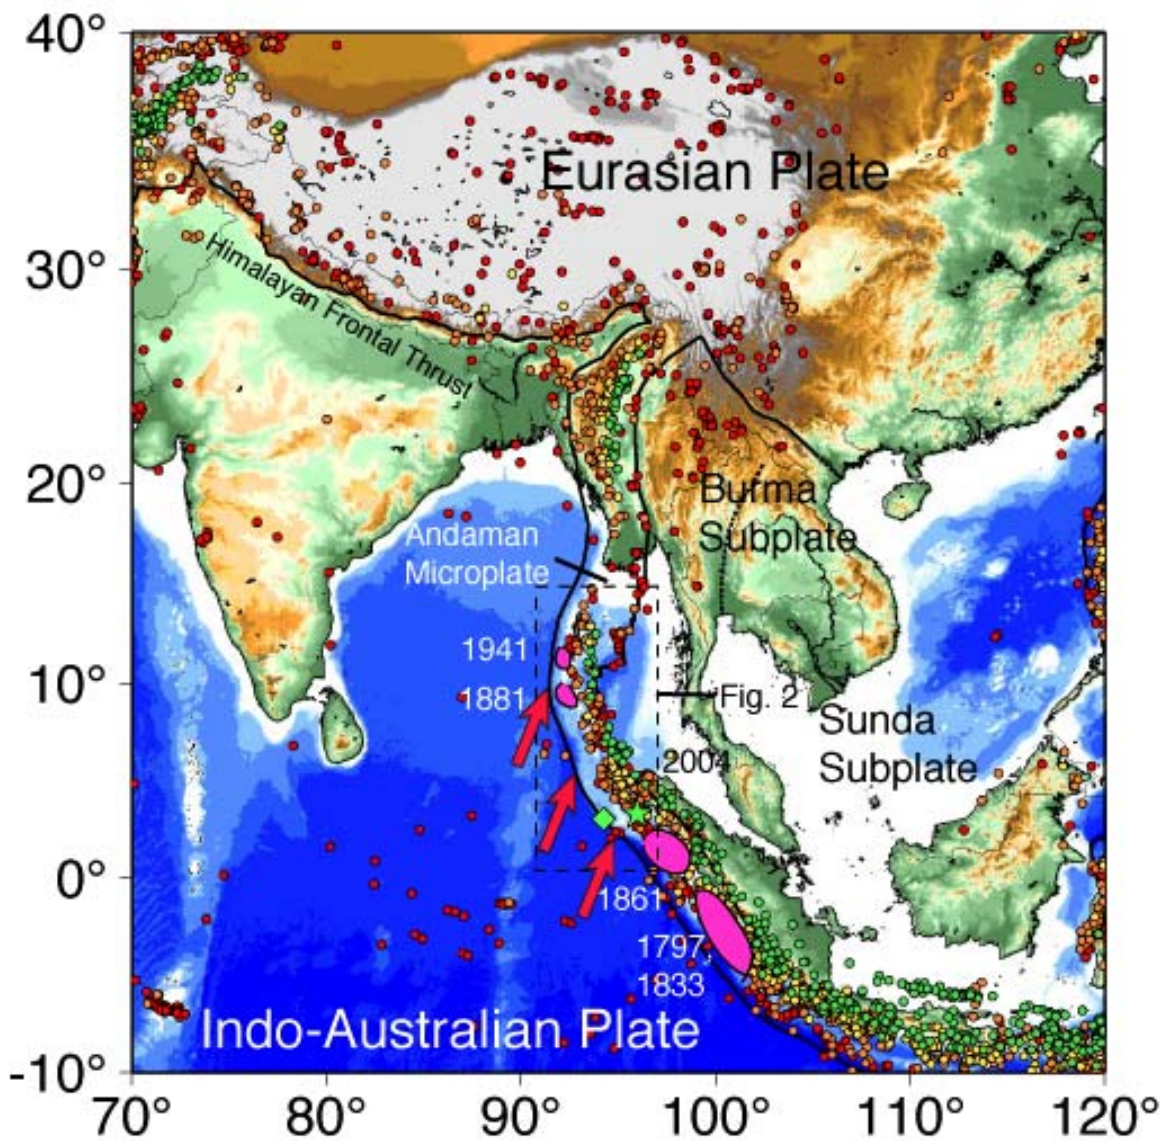 40°
30°
20°
10°
0°
-10°
70°
80°
90°
100°
110°
120°
Eurasian Plate
Himalayan Frontal Thrust
Burma
Subplate
Andaman
Microplate
1941
1881
Fig. 2
Sunda
Subplate
2004
1861
1797,
1833
Indo-Australian Plate